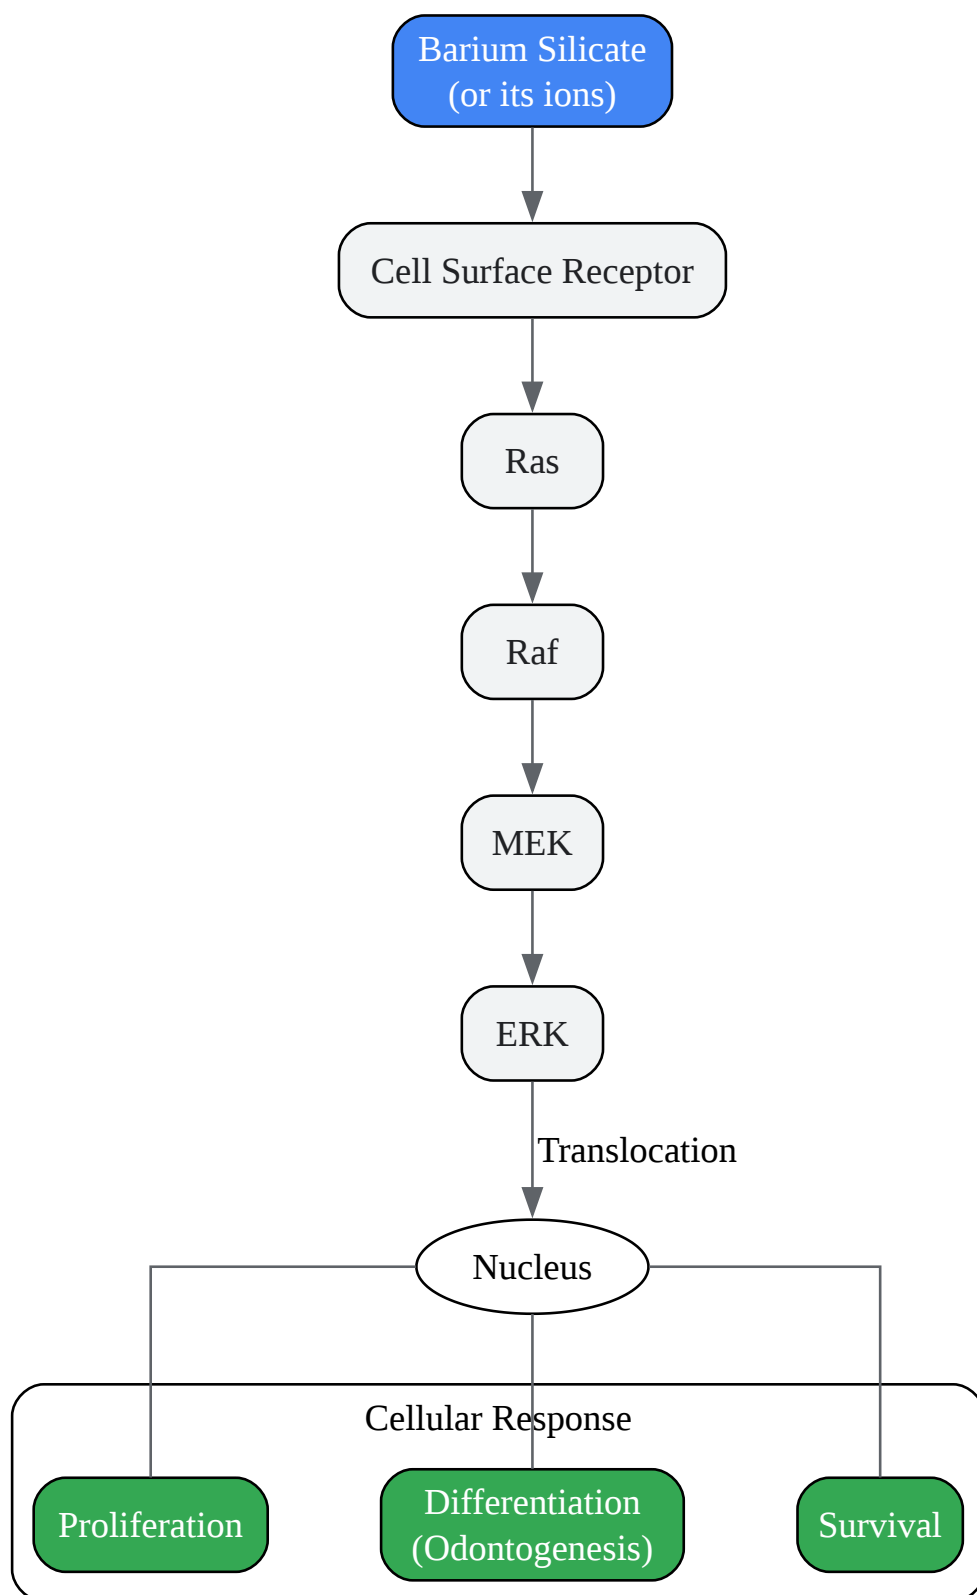 Barium Silicate
(or its ions)
Cell Surface Receptor
Ras
Raf
MEK
ERK
Translocation
Nucleus
Cellular Response
Proliferation
Differentiation
(Odontogenesis)
Survival